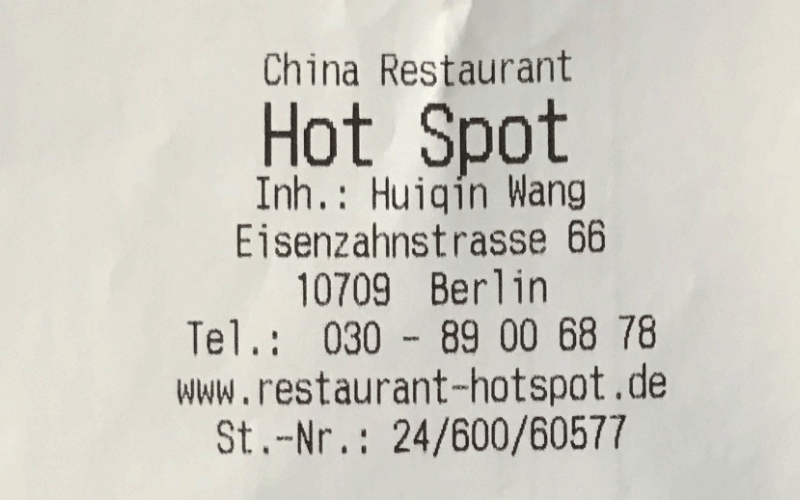 China Restaurant
Hot Spot
Inh.: Huiqin Wang
Eisenzahnstrasse 66
10709 Berlin
Tel.: 030 - 89 00 68 78
www.restaurant-hotspot.de
St.-Nr.: 24/600/60577